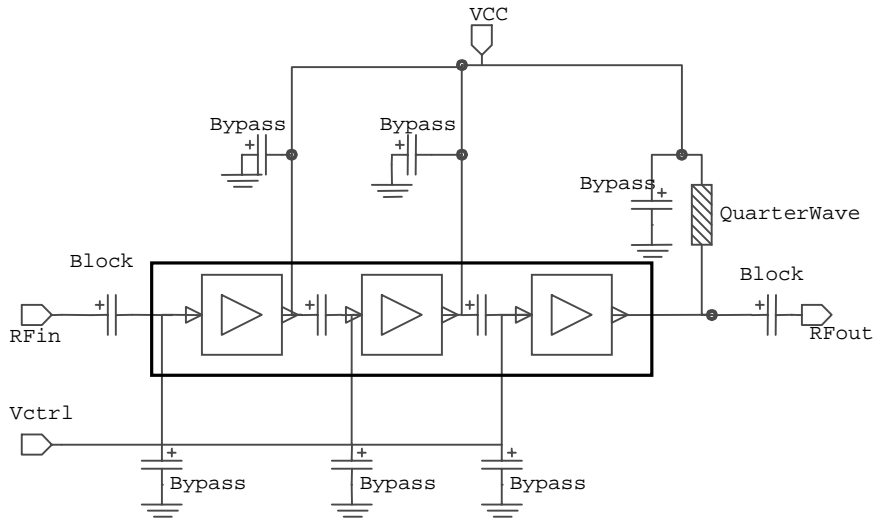 VCC
Bypass
Bypass
Bypass
QuarterWave
Block
Block
RFin
RFout
Vctrl
Bypass
Bypass
Bypass